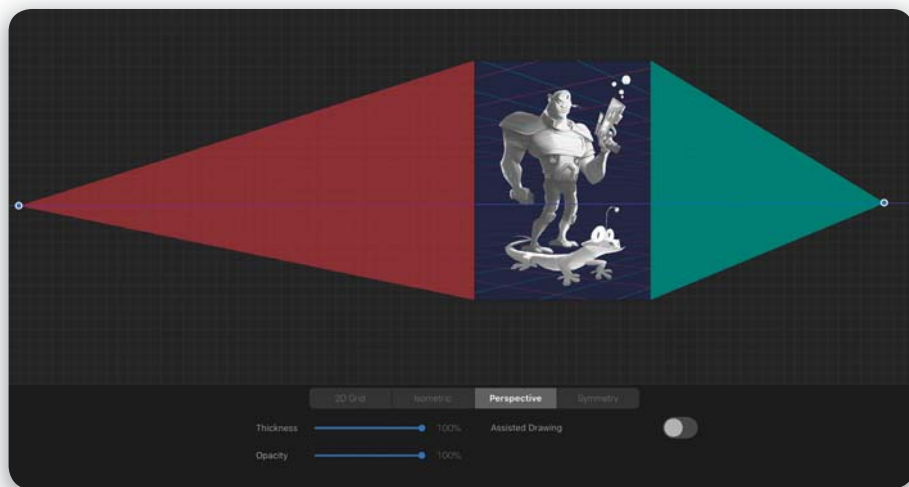 2D Grid Isometric Perspective Symmetry
Thickness 100% Assisted Drawing
Opacity 100%